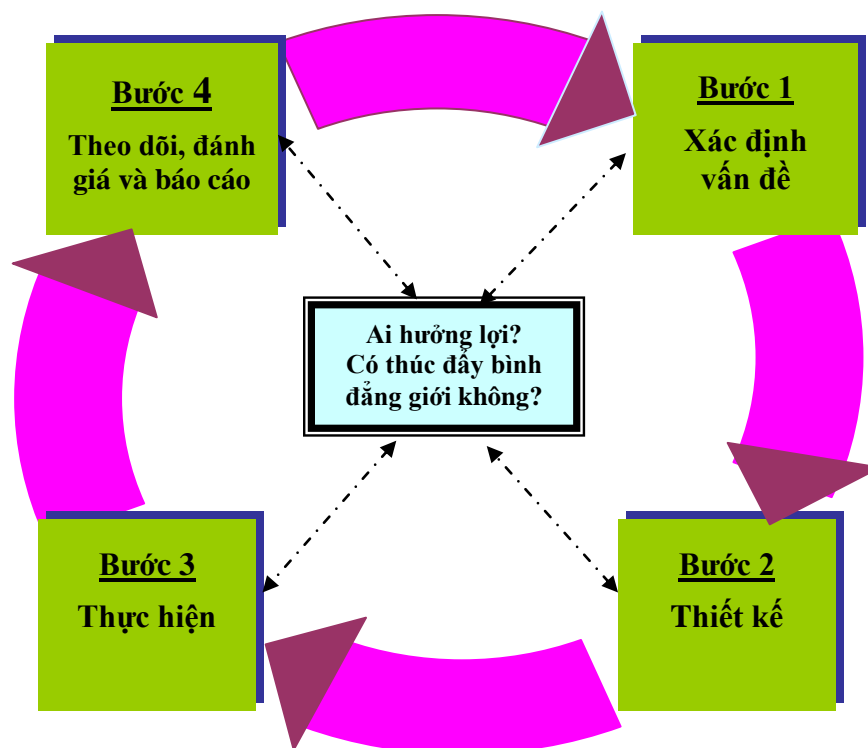 Bước 4
Theo dõi, đánh
giá và báo cáo
Bước 1
Xác định
vấn đề
Ai hưởng lợi?
Có thúc đẩy bình
đẳng giới không?
Bước 3
Thực hiện
Bước 2
Thiết kế